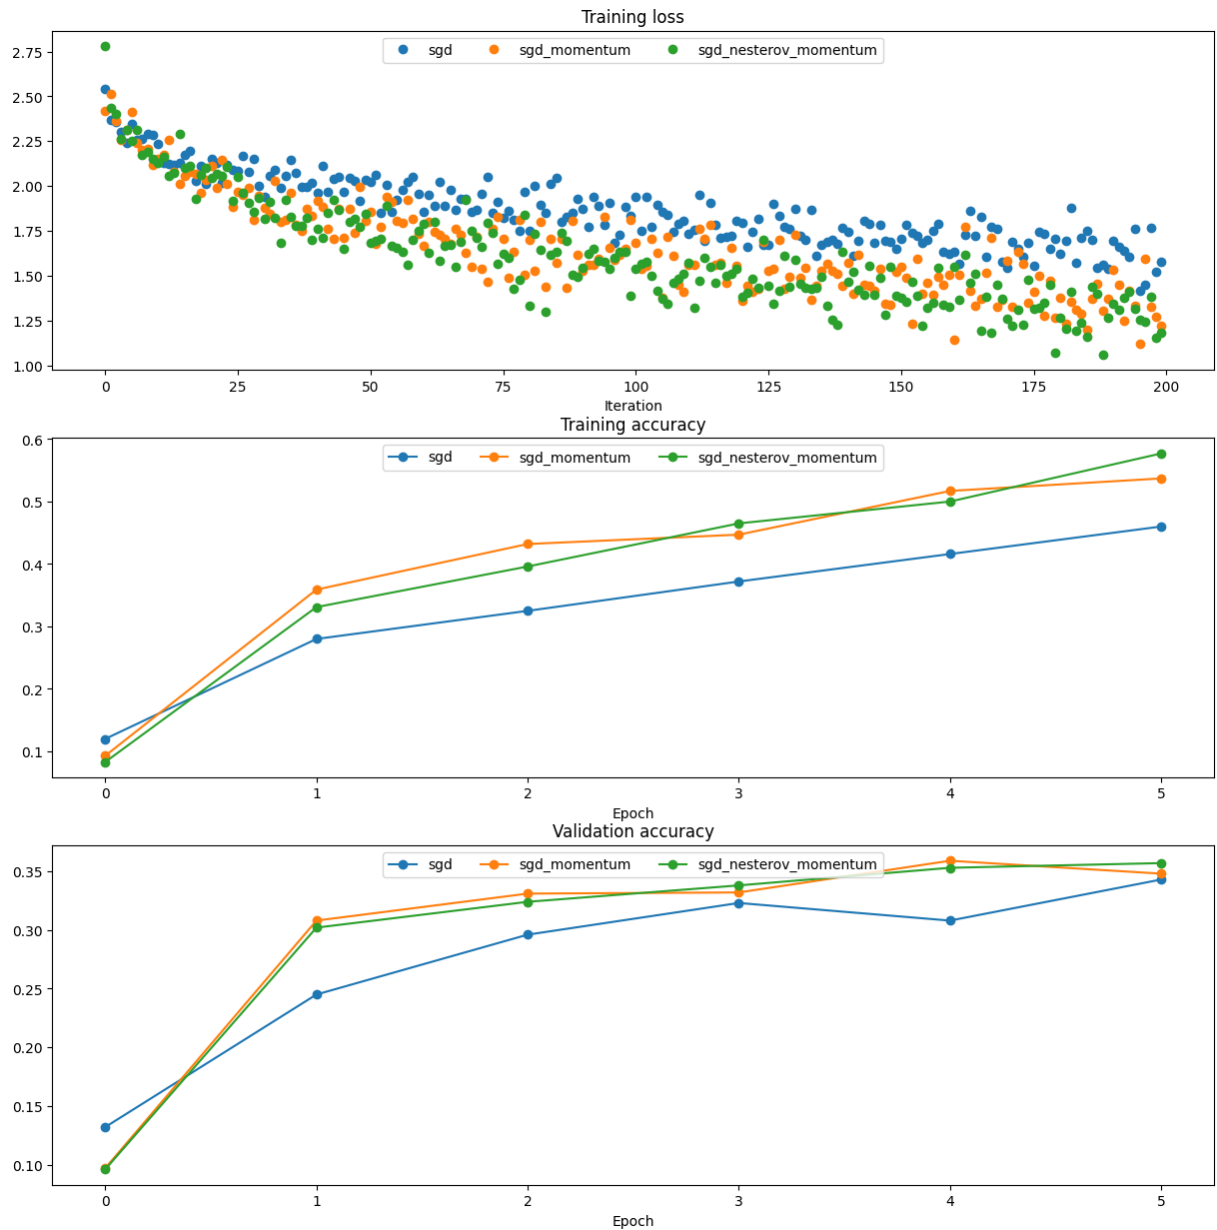 Training loss
sgd sgd_momentum sgd_nesterov_momentum
2.75
2.50
2.25
2.00
1.75
1.50
1.25
1.00
0 25 50 75 100 125 150 175 200
Iteration
Training accuracy
sgd sgd_momentum sgd_nesterov_momentum
0.6
0.5
0.4
0.3
0.2
0.1
0 1 2 3 4 5
Epoch
Validation accuracy
sgd sgd_momentum sgd_nesterov_momentum
0.35
0.30
0.25
0.20
0.15
0.10
0 1 2 3 4 5
Epoch